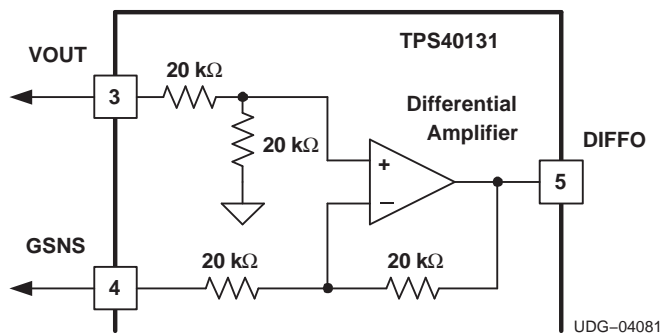 TPS40131
VOUT
3
20 kΩ
20 kΩ
Differential
Amplifier
+
−
DIFFO
5
GSNS
4
20 kΩ
20 kΩ
UDG−04081